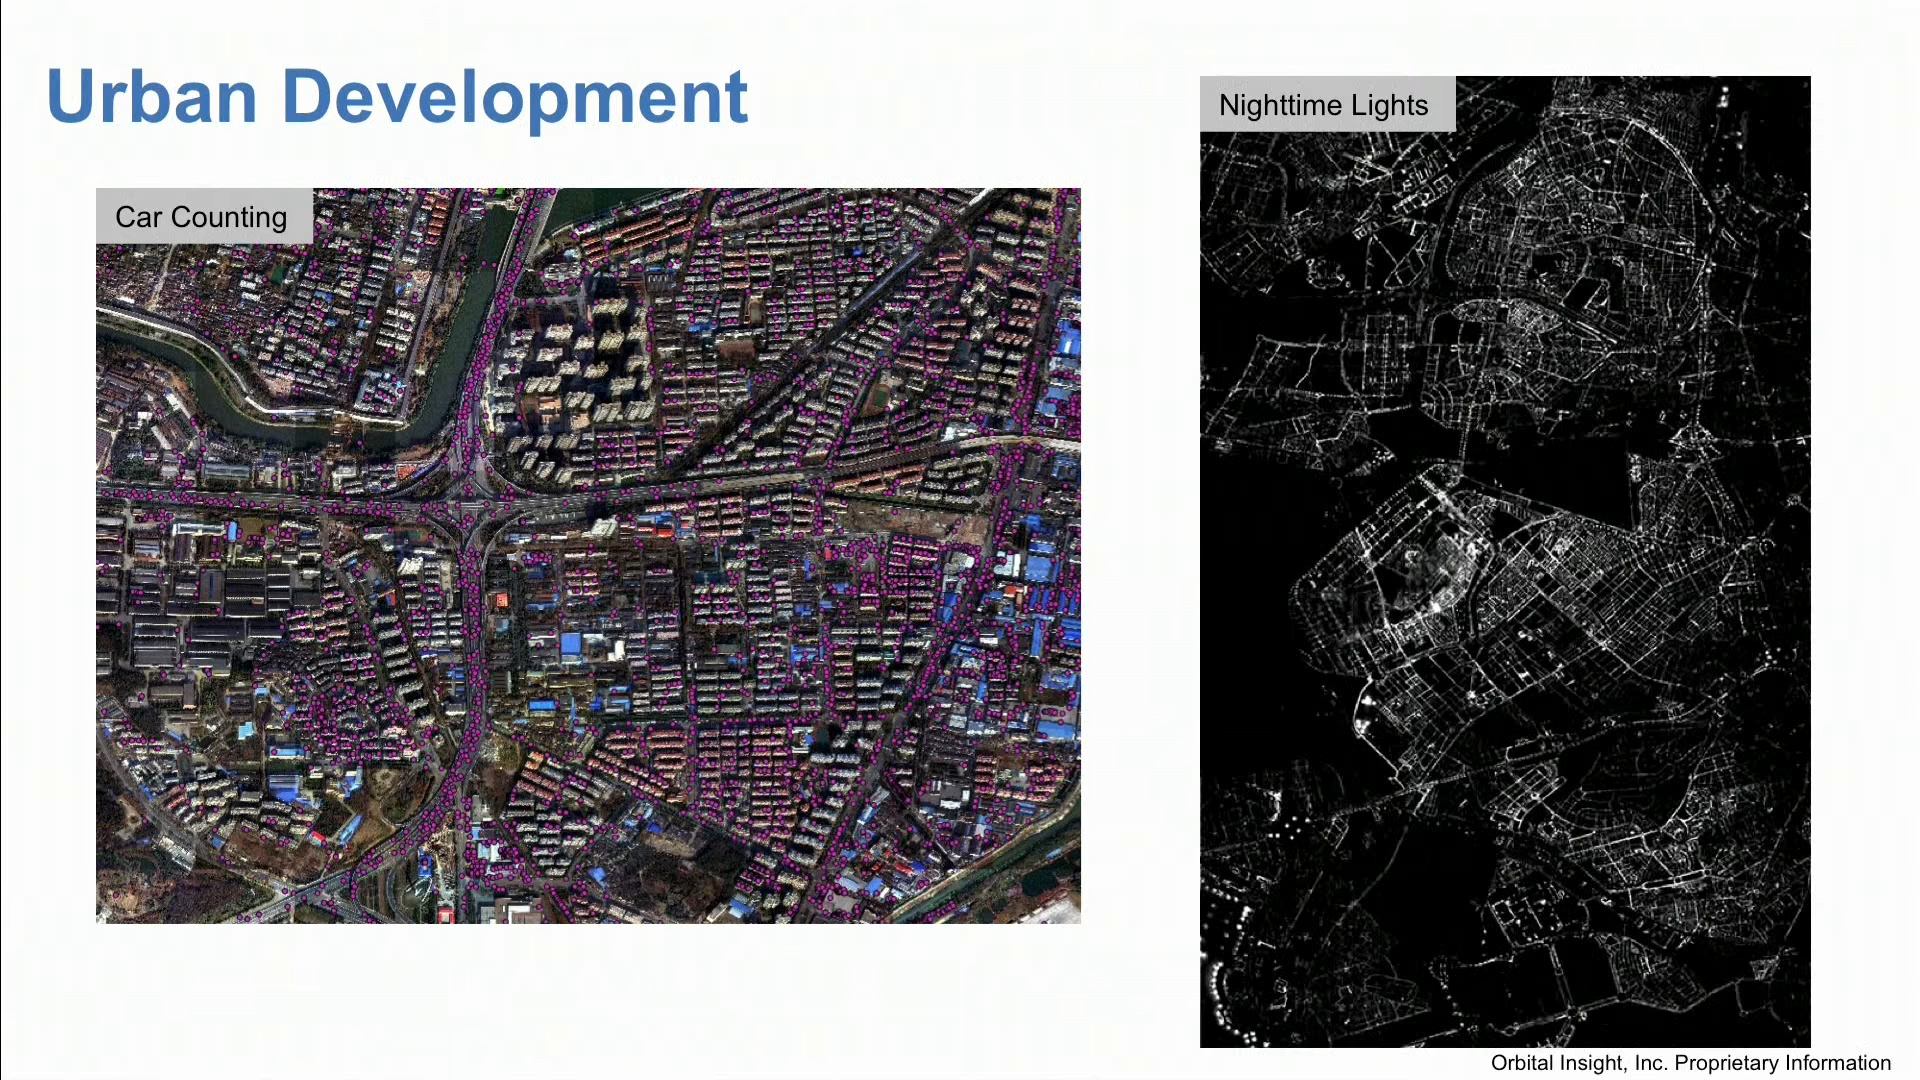 Urban Development
Nighttime Lights
Car Counting
Orbital Insight, Inc. Proprietary Information